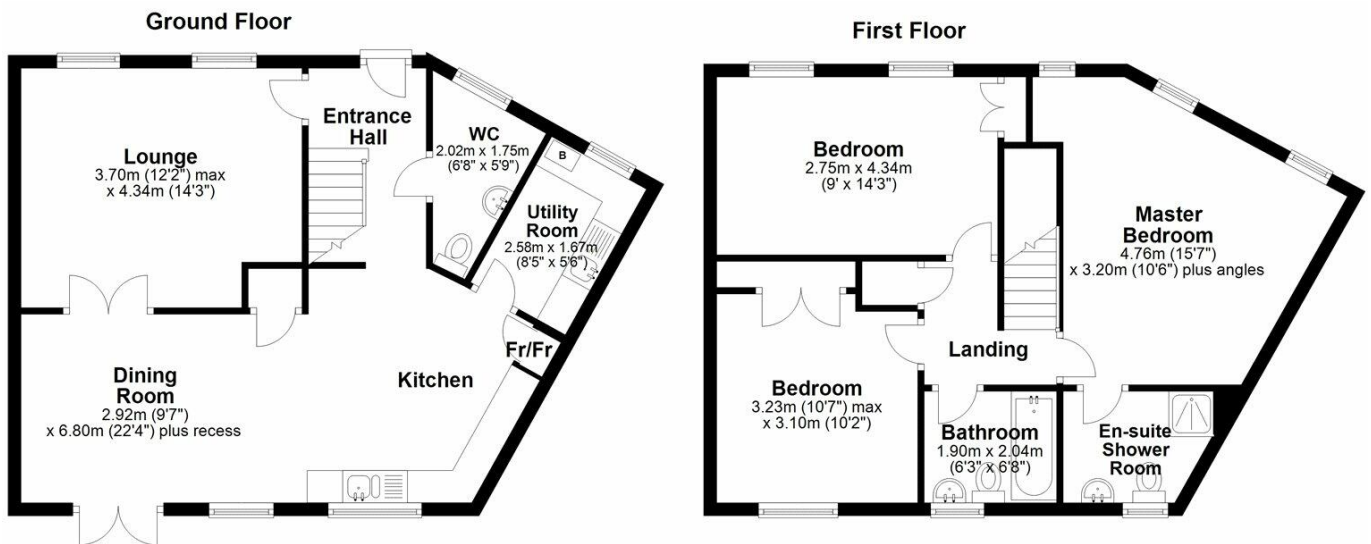 Ground Floor
Entrance
Hall
Lounge
3.70m (12'2") max
x 4.34m (14'3")
WC
2.02m x 1.75m
(6'8" x 5'9")
B
Utility
Room
2.58m x 1.67m
(8'5" x 5'6")
Fr/Fr
Kitchen
Dining
Room
2.92m (9'7")
x 6.80m (22'4") plus recess
First Floor
Bedroom
2.75m x 4.34m
(9' x 14'3")
Master
Bedroom
4.76m (15'7")
x 3.20m (10'6") plus angles
Landing
Bedroom
3.23m (10'7") max
x 3.10m (10'2")
Bathroom
1.90m x 2.04m
(6'3" x 6'8")
En-suite
Shower
Room